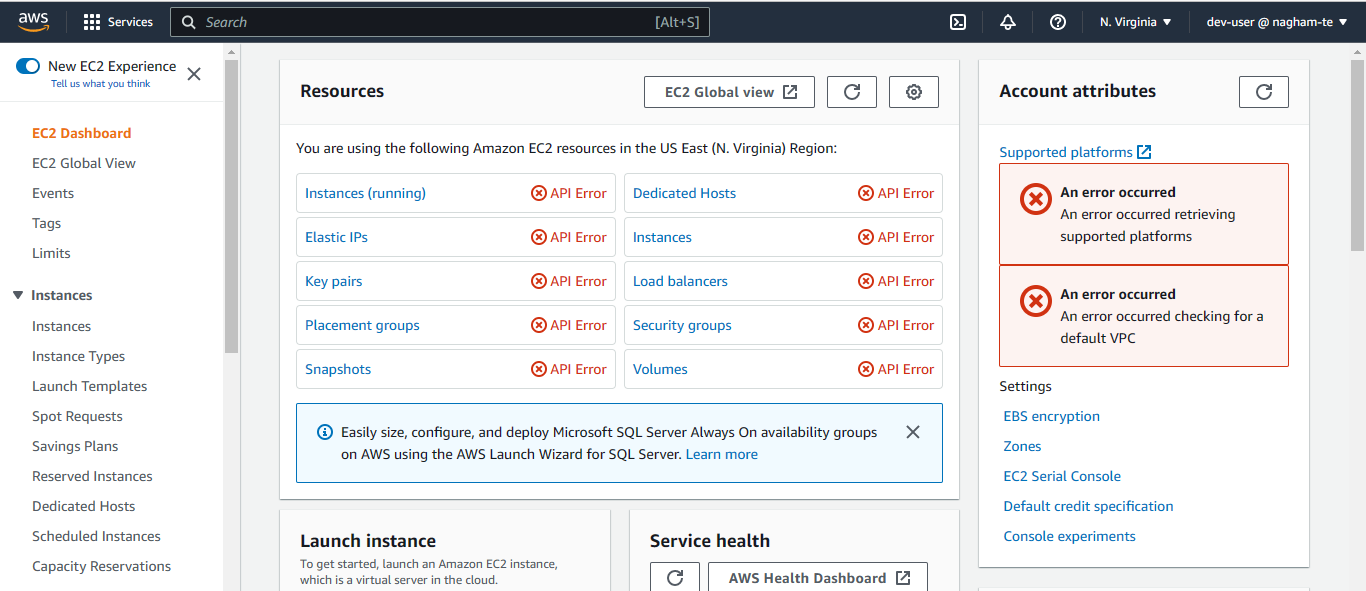 aws
Services
Search
[Alt+S]
N. Virginia
dev-user @ nagham-te
New EC2 Experience
Tell us what you think
EC2 Dashboard
EC2 Global View
Events
Tags
Limits
Instances
Instances
Instance Types
Launch Templates
Spot Requests
Savings Plans
Reserved Instances
Dedicated Hosts
Scheduled Instances
Capacity Reservations
Resources
EC2 Global view
You are using the following Amazon EC2 resources in the US East (N. Virginia) Region:
Instances (running) API Error
Dedicated Hosts API Error
Elastic IPs API Error
Instances API Error
Key pairs API Error
Load balancers API Error
Placement groups API Error
Security groups API Error
Snapshots API Error
Volumes API Error
Easily size, configure, and deploy Microsoft SQL Server Always On availability groups
on AWS using the AWS Launch Wizard for SQL Server. Learn more
Launch instance
To get started, launch an Amazon EC2 instance,
which is a virtual server in the cloud.
Service health
AWS Health Dashboard
Account attributes
Supported platforms
An error occurred
An error occurred retrieving
supported platforms
An error occurred
An error occurred checking for a
default VPC
Settings
EBS encryption
Zones
EC2 Serial Console
Default credit specification
Console experiments